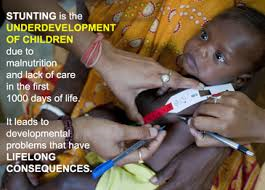 STUNTING is the
UNDERDEVELOPMENT
OF CHILDREN
due to
malnutrition
and lack of care
in the first
1000 days of life.
It leads to
developmental
problems that have
LIFELONG
CONSEQUENCES.